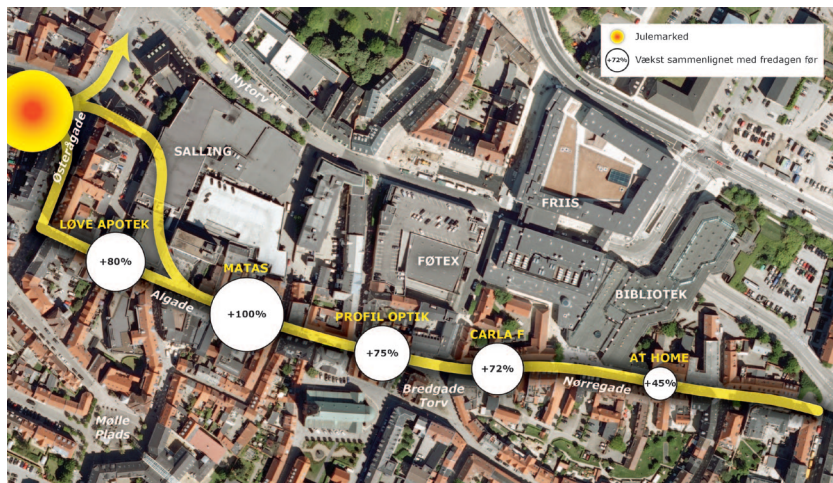 Julemarked
+72%
Vækst sammenlignet med fredagen før
Nytorv
Østerågade
SALLING
FRIIS
LØVE APOTEK
+80%
FØTEX
MATAS
+100%
Algade
BIBLIOTEK
PROFIL OPTIK
+75%
CARLA F
+72%
AT HOME
+45%
Nørregade
Bredgade
Torv
Mølle
Plads